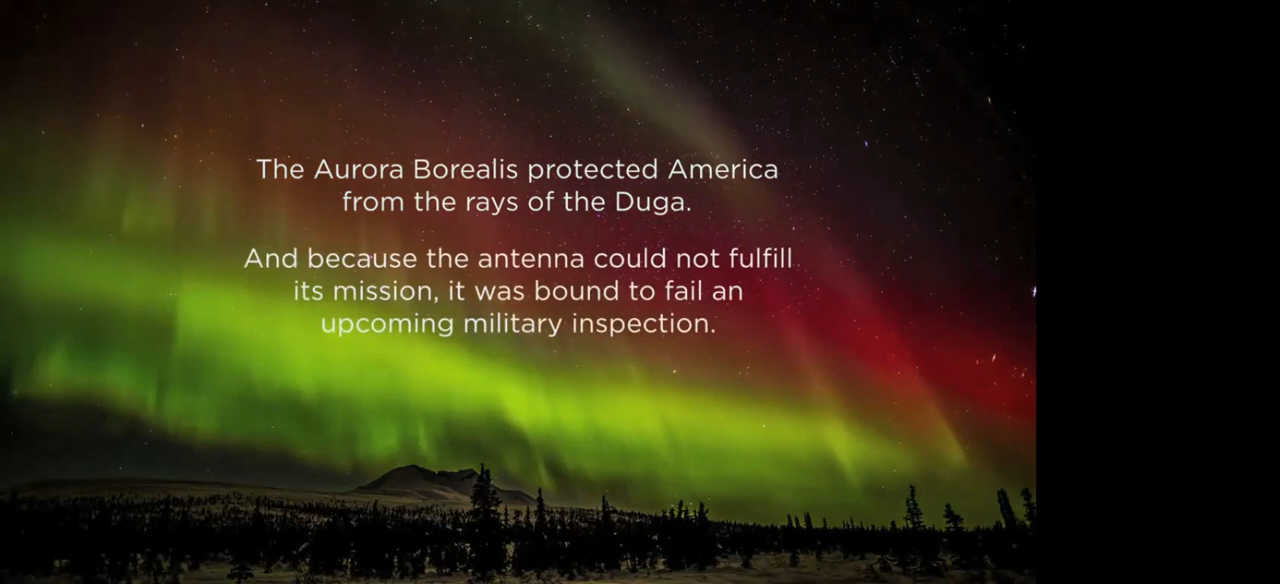 The Aurora Borealis protected America
from the rays of the Duga.
And because the antenna could not fulfill
its mission, it was bound to fail an
upcoming military inspection.